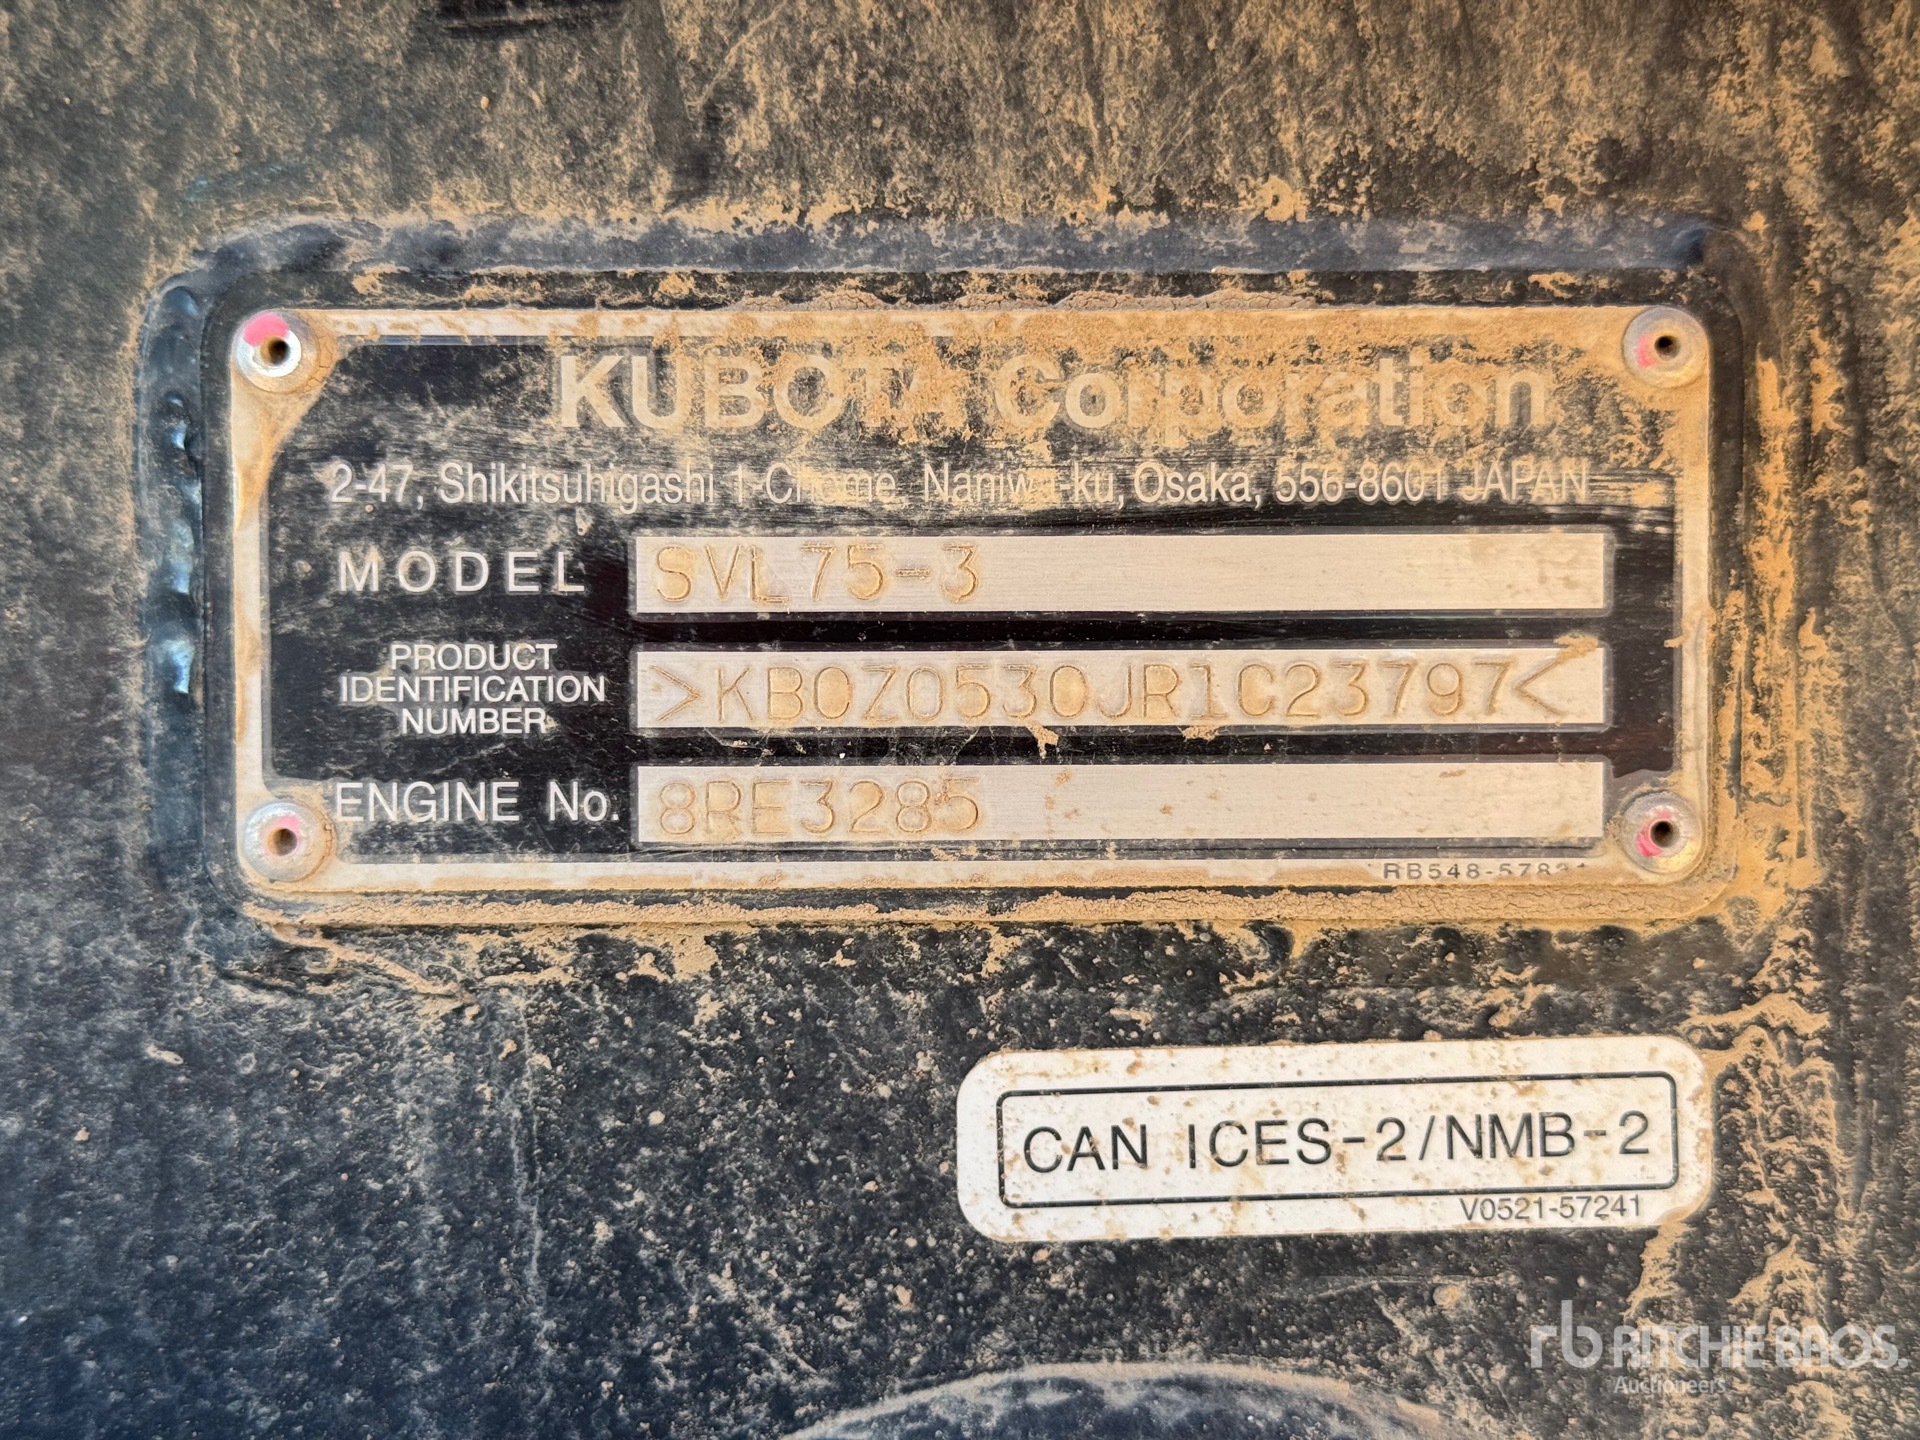 KUBOTA Corporation
2-47, Shikitsuhigashi 1-Chome, Naniwa-ku, Osaka, 556-8601 JAPAN
MODEL SVL75-3
PRODUCT
IDENTIFICATION
NUMBER
>KBOZ0530JR1C23797<
ENGINE No. 8RE3285
CAN ICES-2/NMB-2
V0521-57241
rb RITCHIE BROS.
Auctioneers